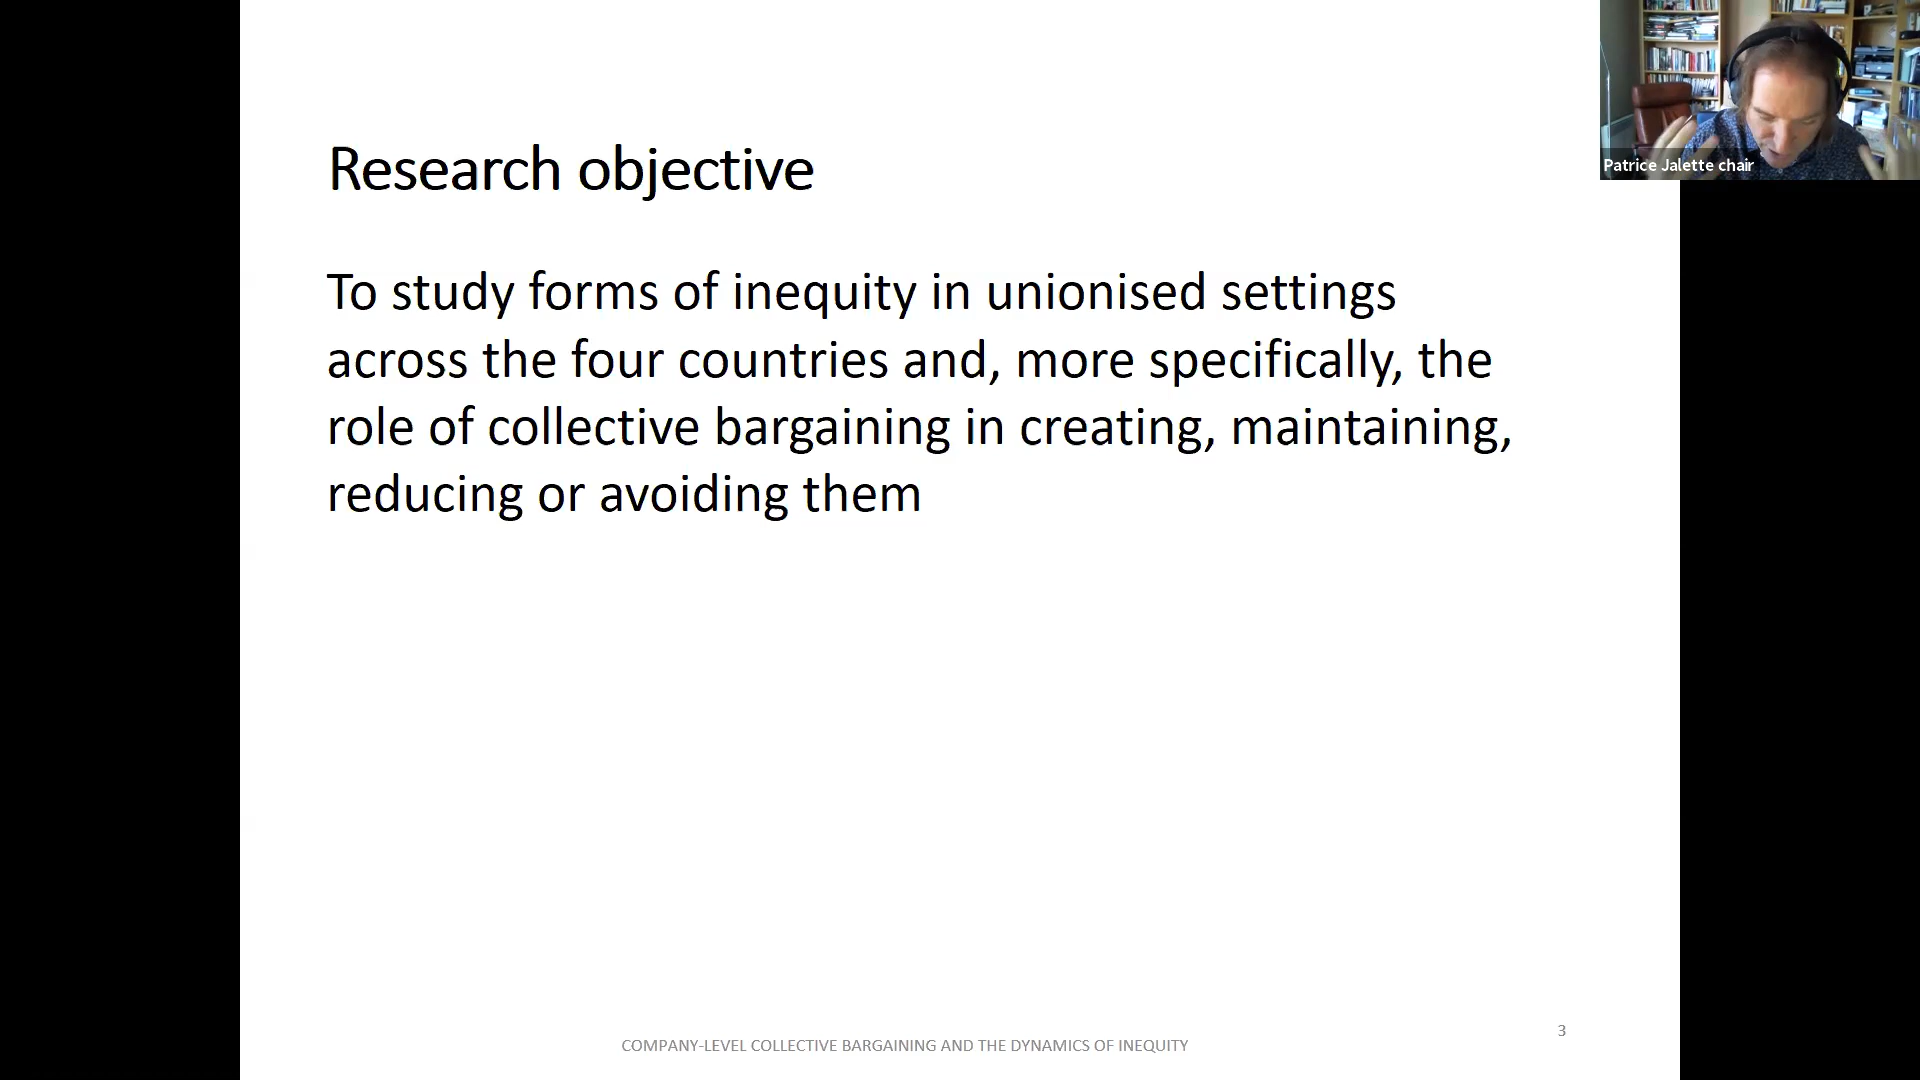 Research objective
To study forms of inequity in unionised settings
across the four countries and, more specifically, the
role of collective bargaining in creating, maintaining,
reducing or avoiding them
Patrice Jalette chair
COMPANY-LEVEL COLLECTIVE BARGAINING AND THE DYNAMICS OF INEQUITY
3